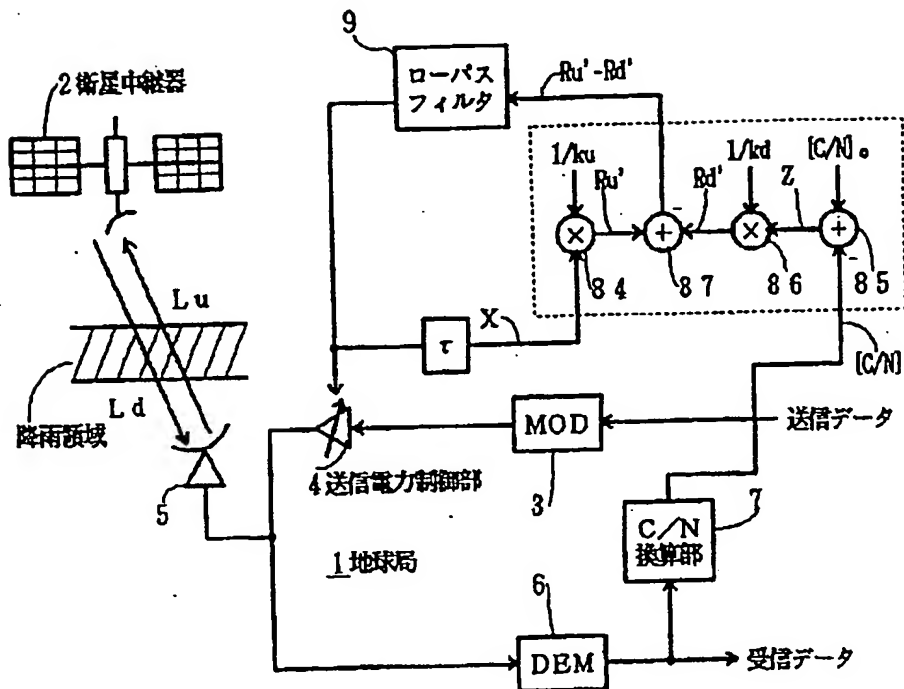 9
ローパス
フィルタ
Ru'-Rd'
2衛星中継器
1/ku
Ru'
1/kd
Rd'
Z
[C/N]。
×
+
-
×
+
-
84
87
86
85
Lu
X
τ
[C/N]
Ld
降雨領域
MOD
送信データ
4送信電力制御部
3
5
7
C/N
換算部
1地球局
6
DEM
受信データ